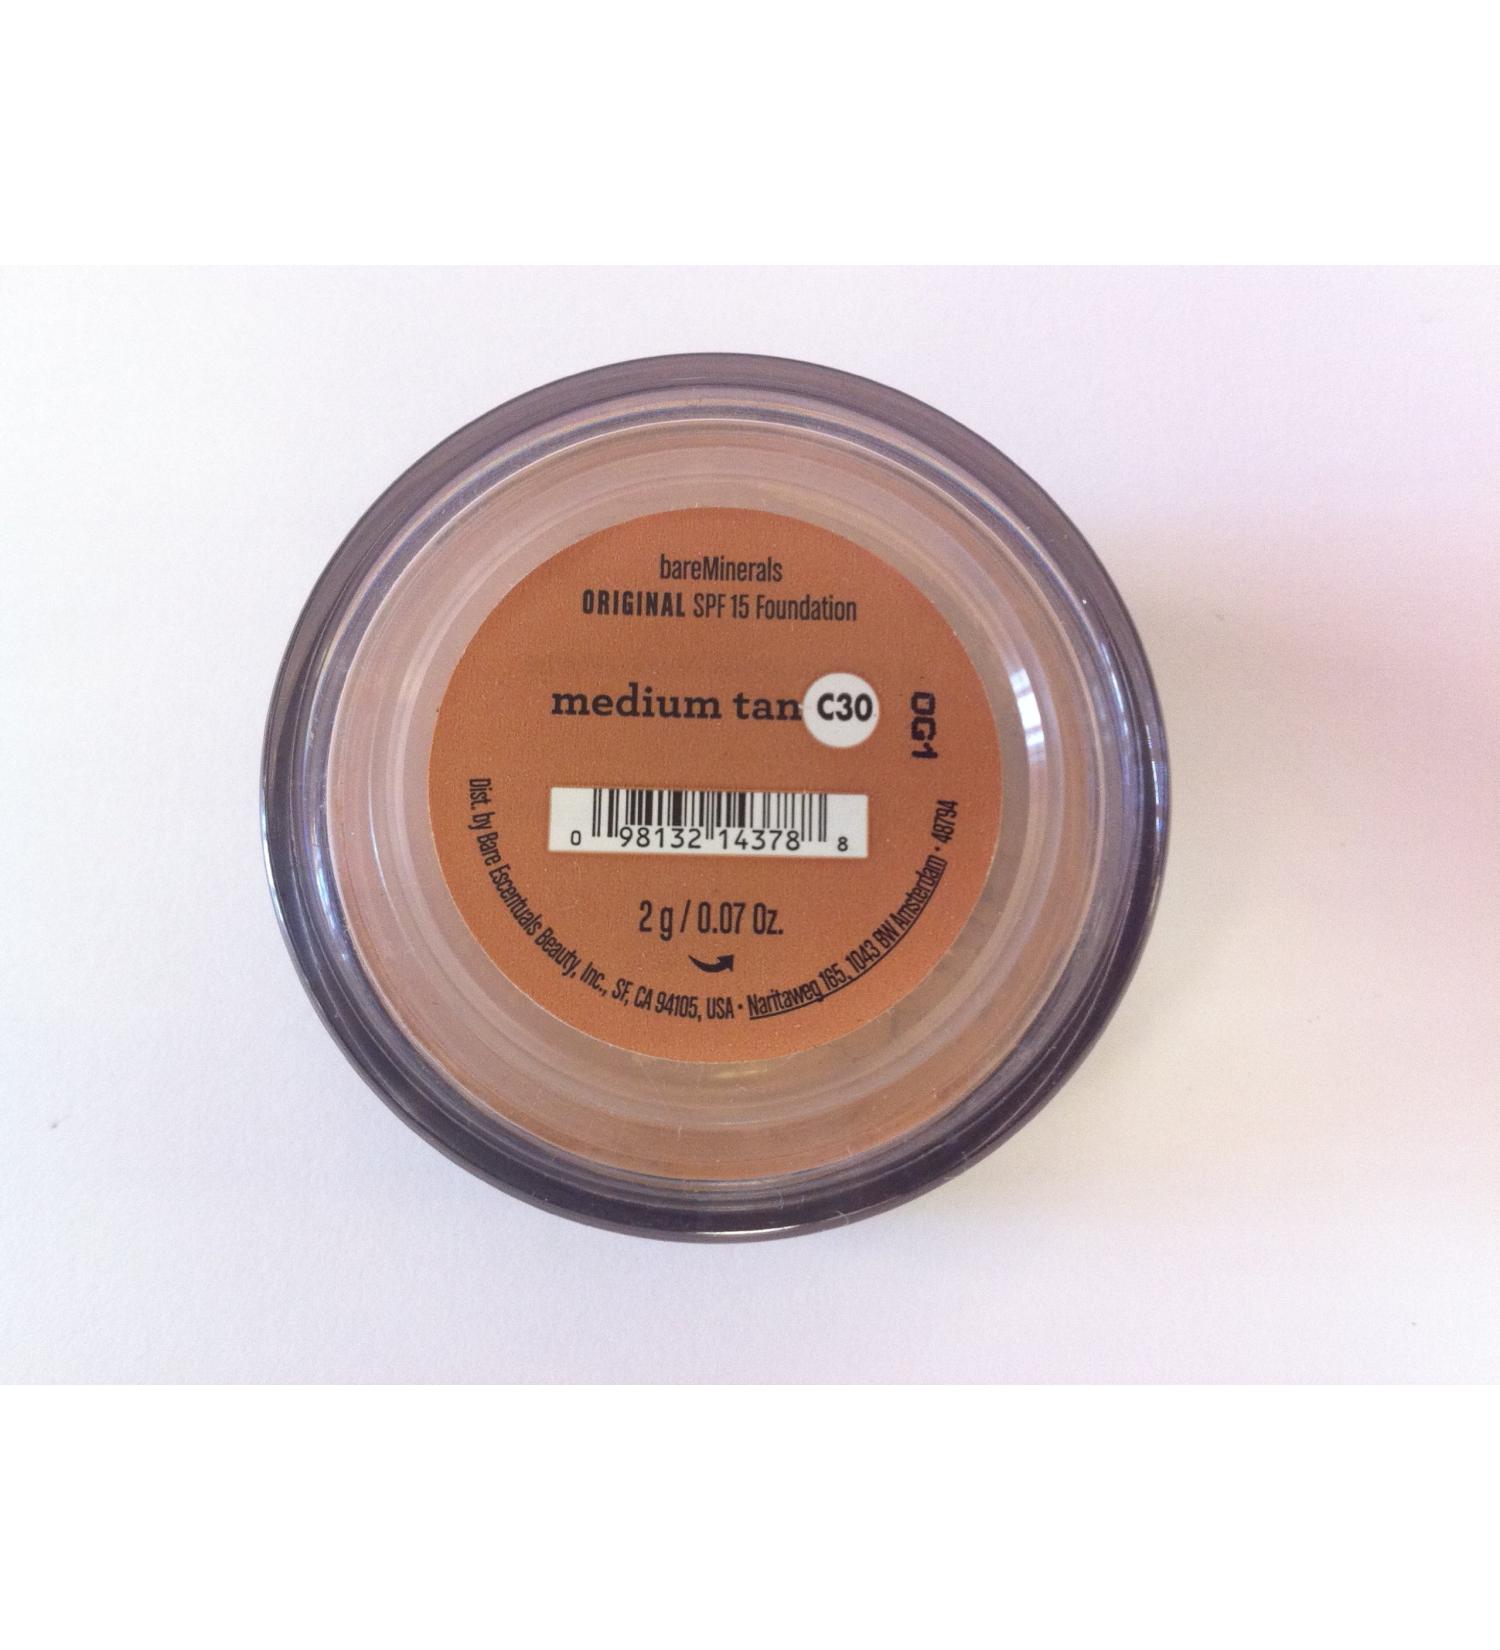 bareMinerals
ORIGINAL SPF 15 Foundation
medium tan C30
DG1
0 98132 14378 8
2 g / 0.07 Oz.
Dist. by Bare Escentuals Beauty, Inc., SF, CA 94105, USA · Naritaweg 165, 1043 BW Amsterdam · 48794